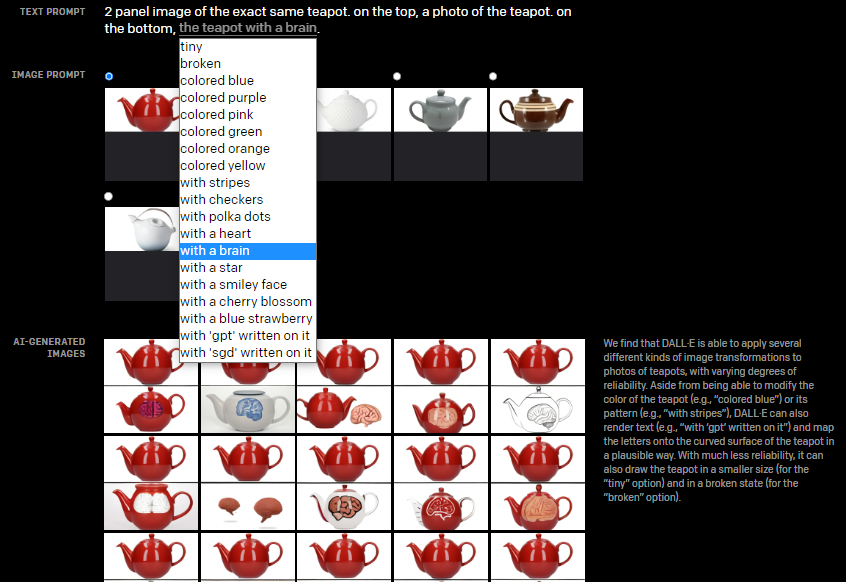 TEXT PROMPT
2 panel image of the exact same teapot. on the top, a photo of the teapot. on
the bottom, the teapot with a brain.
tiny
broken
colored blue
colored purple
colored pink
colored green
colored orange
colored yellow
with stripes
with checkers
with polka dots
with a heart
with a brain
with a star
with a smiley face
with a cherry blossom
with a blue strawberry
with 'gpt' written on it
with 'sgd' written on it
IMAGE PROMPT
AI-GENERATED
IMAGES
We find that DALL·E is able to apply several
different kinds of image transformations to
photos of teapots, with varying degrees of
reliability. Aside from being able to modify the
color of the teapot (e.g., “colored blue”) or its
pattern (e.g., “with stripes”), DALL·E can also
render text (e.g., “with ‘gpt’ written on it”) and map
the letters onto the curved surface of the teapot in
a plausible way. With much less reliability, it can
also draw the teapot in a smaller size (for the
“tiny” option) and in a broken state (for the
“broken” option).